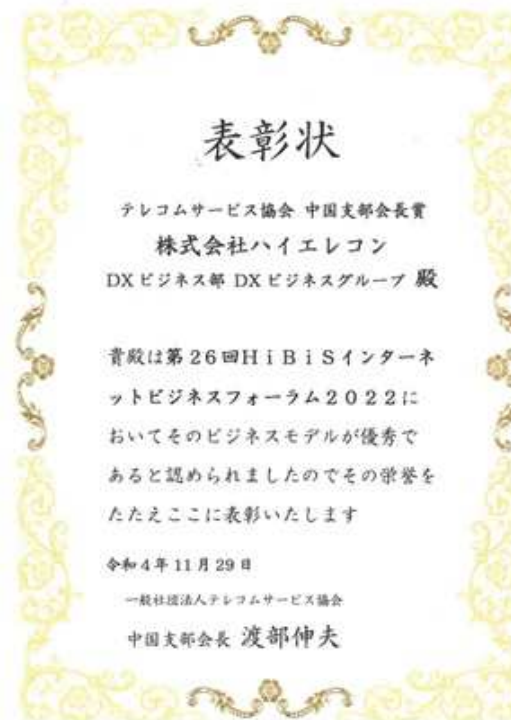 表彰状
テレコムサービス協会 中国支部会長賞
株式会社ハイエレコン
DXビジネス部 DXビジネスグループ 殿
貴殿は第26回HiBiSインターネ
ットビジネスフォーラム2022に
おいてそのビジネスモデルが優秀で
あると認められましたのでその栄誉を
たたえここに表彰いたします
令和4年11月29日
一般社団法人テレコムサービス協会
中国支部会長 渡部伸夫